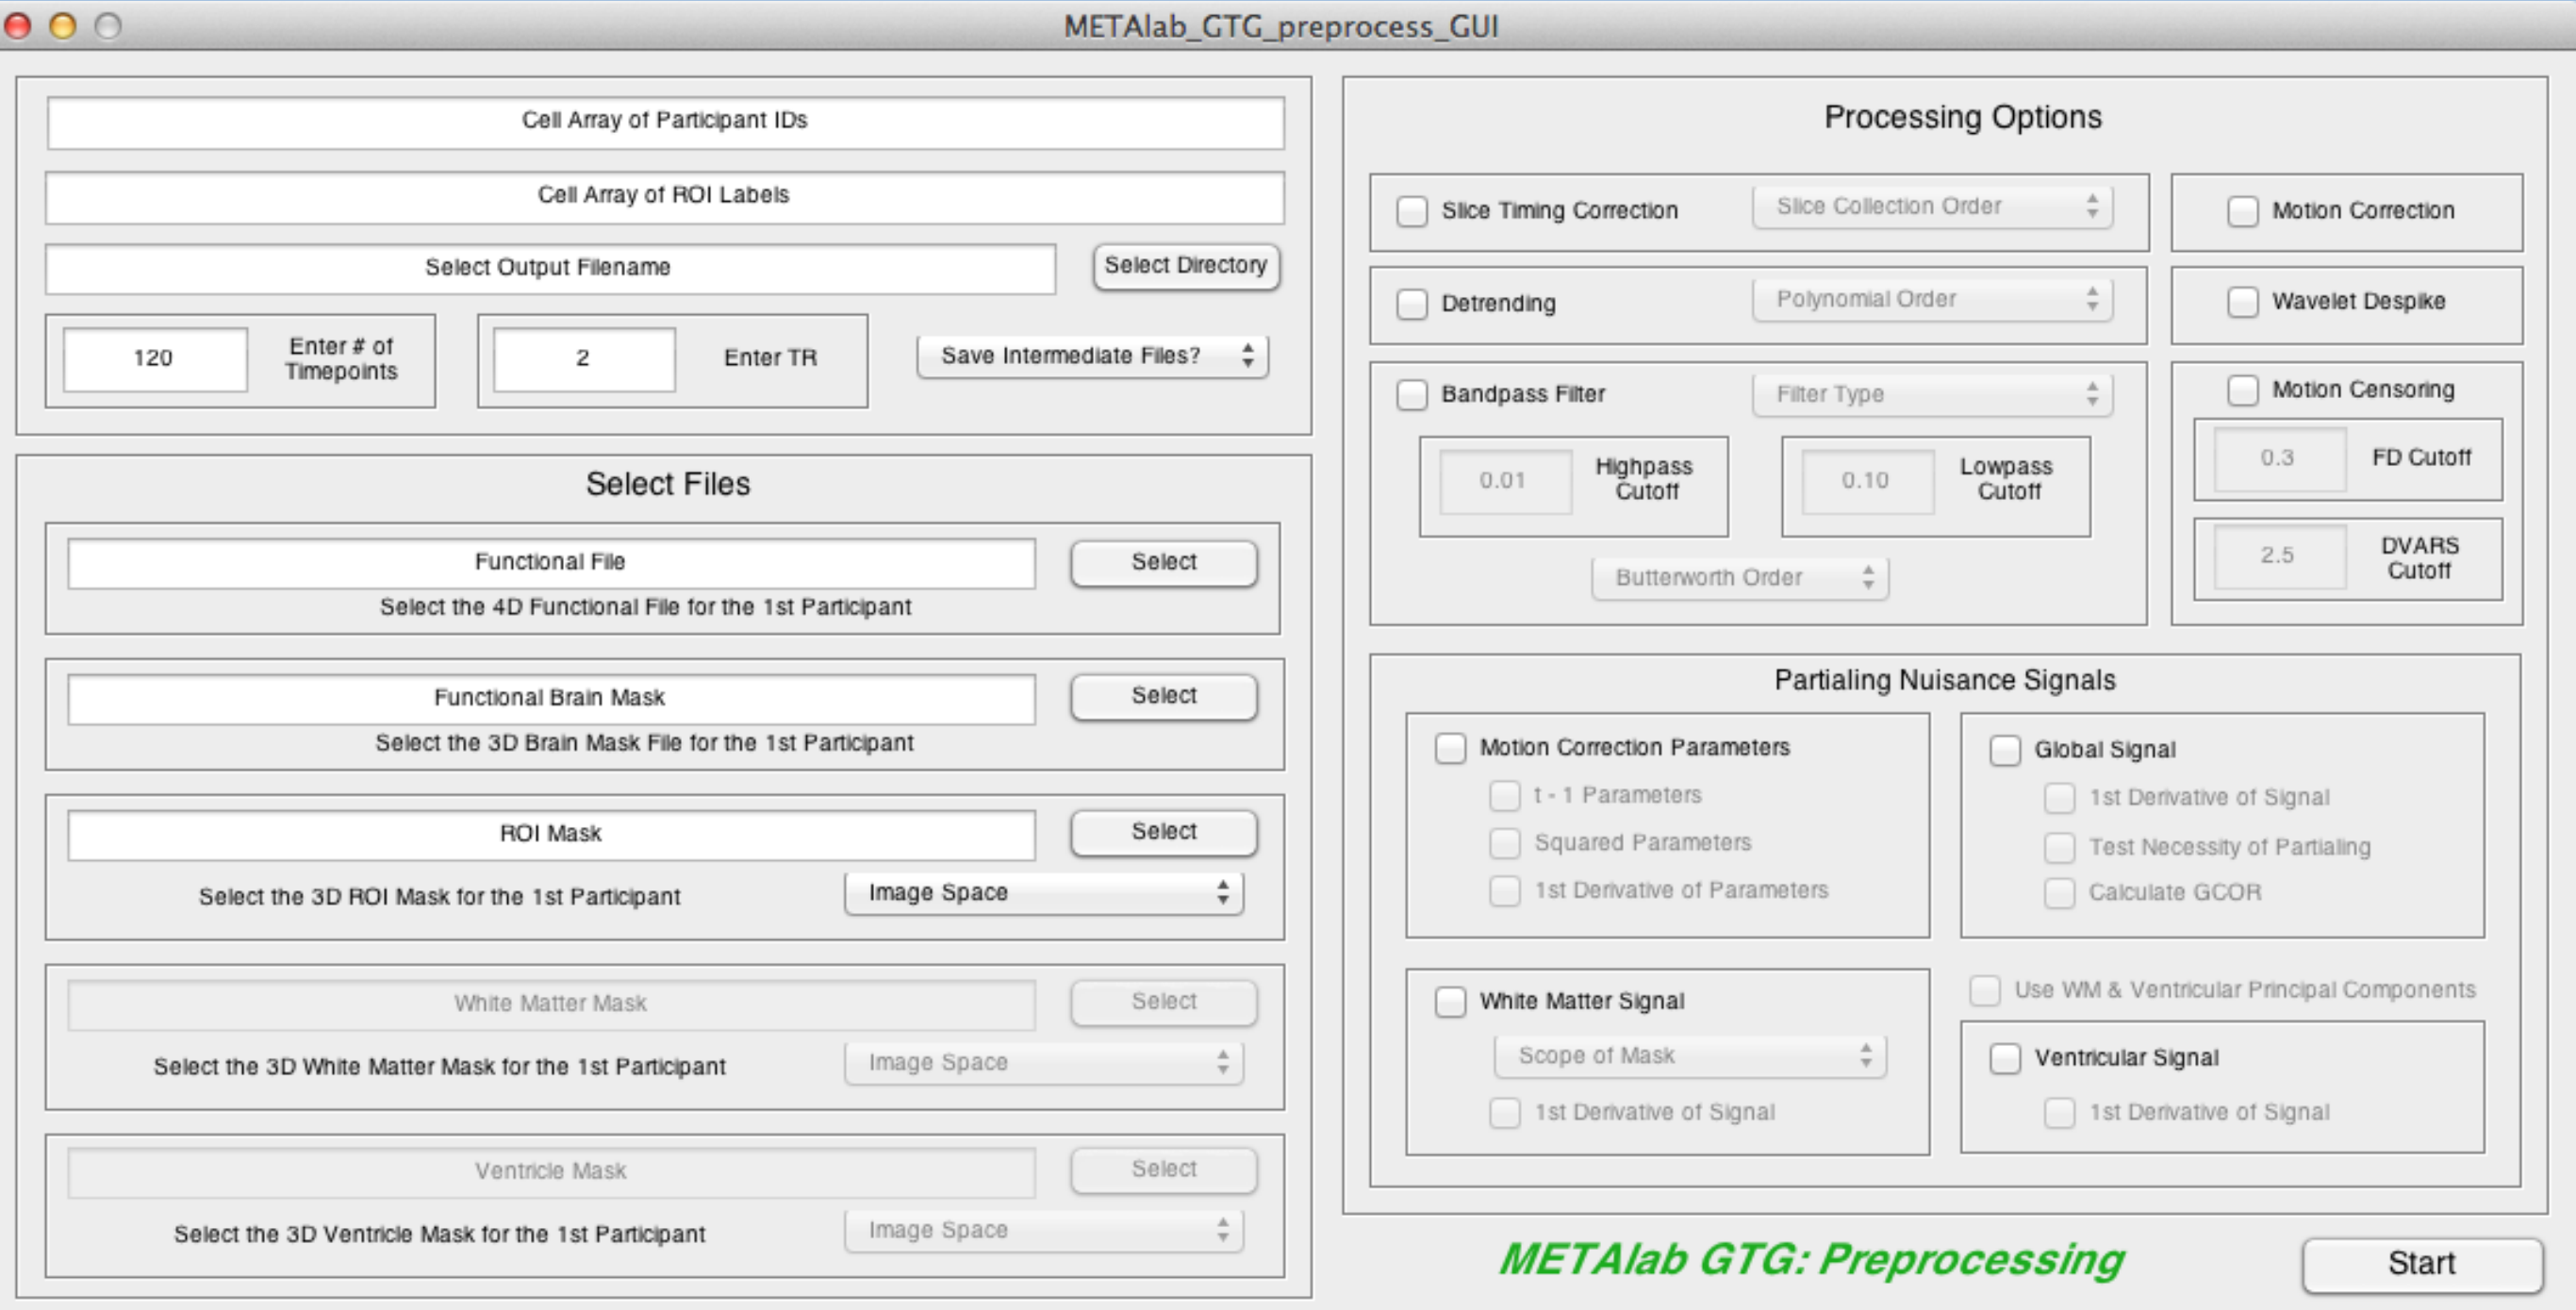 METAlab_GTG_preprocess_GUI
Cell Array of Participant IDs
Cell Array of ROI Labels
Select Output Filename
Select Directory
120
Enter # of
Timepoints
2
Enter TR
Save Intermediate Files?
Select Files
Functional File
Select
Select the 4D Functional File for the 1st Participant
Functional Brain Mask
Select
Select the 3D Brain Mask File for the 1st Participant
ROI Mask
Select
Select the 3D ROI Mask for the 1st Participant
Image Space
White Matter Mask
Select
Select the 3D White Matter Mask for the 1st Participant
Image Space
Ventricle Mask
Select
Select the 3D Ventricle Mask for the 1st Participant
Image Space
Processing Options
Slice Timing Correction
Slice Collection Order
Motion Correction
Detrending
Polynomial Order
Wavelet Despike
Bandpass Filter
Filter Type
0.01
Highpass
Cutoff
0.10
Lowpass
Cutoff
Butterworth Order
Motion Censoring
0.3
FD Cutoff
2.5
DVARS
Cutoff
Partialing Nuisance Signals
Motion Correction Parameters
t - 1 Parameters
Squared Parameters
1st Derivative of Parameters
Global Signal
1st Derivative of Signal
Test Necessity of Partialing
Calculate GCOR
White Matter Signal
Scope of Mask
1st Derivative of Signal
Use WM & Ventricular Principal Components
Ventricular Signal
1st Derivative of Signal
METAlab GTG: Preprocessing
Start